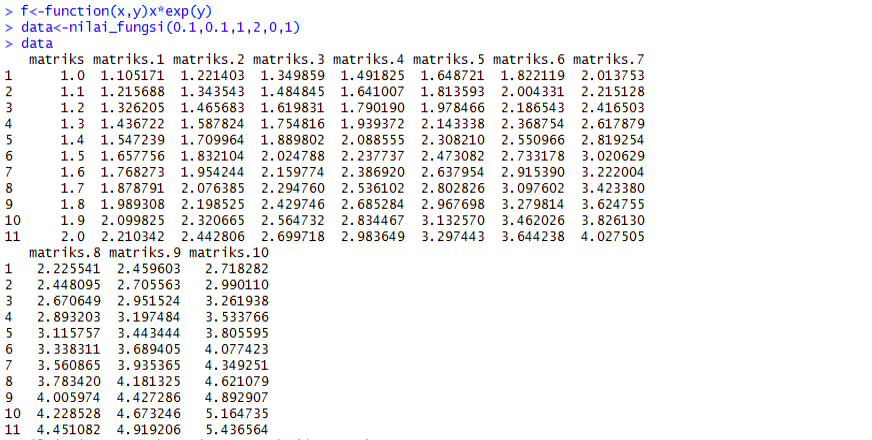 > f<-function(x,y)x*exp(y)
> data<-nilai_fungsi(0.1,0.1,1,2,0,1)
> data
matriks matriks.1 matriks.2 matriks.3 matriks.4 matriks.5 matriks.6 matriks.7
1 1.0 1.105171 1.221403 1.349859 1.491825 1.648721 1.822119 2.013753
2 1.1 1.215688 1.343543 1.484845 1.641007 1.813593 2.004331 2.215128
3 1.2 1.326205 1.465683 1.619831 1.790190 1.978466 2.186543 2.416503
4 1.3 1.436722 1.587824 1.754816 1.939372 2.143338 2.368754 2.617879
5 1.4 1.547239 1.709964 1.889802 2.088555 2.308210 2.550966 2.819254
6 1.5 1.657756 1.832104 2.024788 2.237737 2.473082 2.733178 3.020629
7 1.6 1.768273 1.954244 2.159774 2.386920 2.637954 2.915390 3.222004
8 1.7 1.878791 2.076385 2.294760 2.536102 2.802826 3.097602 3.423380
9 1.8 1.989308 2.198525 2.429746 2.685284 2.967698 3.279814 3.624755
10 1.9 2.099825 2.320665 2.564732 2.834467 3.132570 3.462026 3.826130
11 2.0 2.210342 2.442806 2.699718 2.983649 3.297443 3.644238 4.027505
matriks.8 matriks.9 matriks.10
1 2.225541 2.459603 2.718282
2 2.448095 2.705563 2.990110
3 2.670649 2.951524 3.261938
4 2.893203 3.197484 3.533766
5 3.115757 3.443444 3.805595
6 3.338311 3.689405 4.077423
7 3.560865 3.935365 4.349251
8 3.783420 4.181325 4.621079
9 4.005974 4.427286 4.892907
10 4.228528 4.673246 5.164735
11 4.451082 4.919206 5.436564